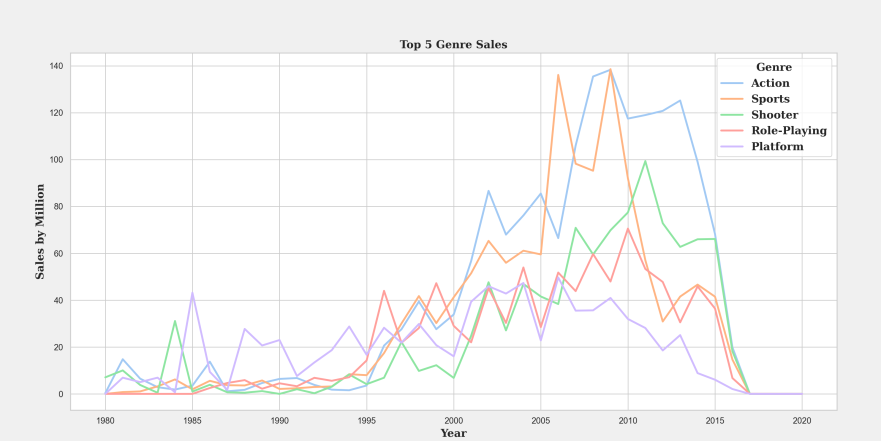 Top 5 Genre Sales
Genre
Action
Sports
Shooter
Role-Playing
Platform
Sales by Million
140
120
100
80
60
40
20
0
1980 1985 1990 1995 2000 2005 2010 2015 2020
Year